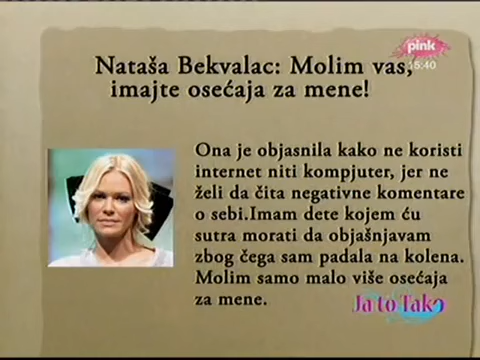 Nataša Bekvalac: Molim vas,
imajte osećaja za mene!
pink
15:40
Ona je objasnila kako ne koristi
internet niti kompjuter, jer ne
želi da čita negativne komentare
o sebi.Imam dete kojem ću
sutra morati da objašnjavam
zbog čega sam padala na kolena.
Molim samo malo više osećaja
za mene.
Ja to Tako